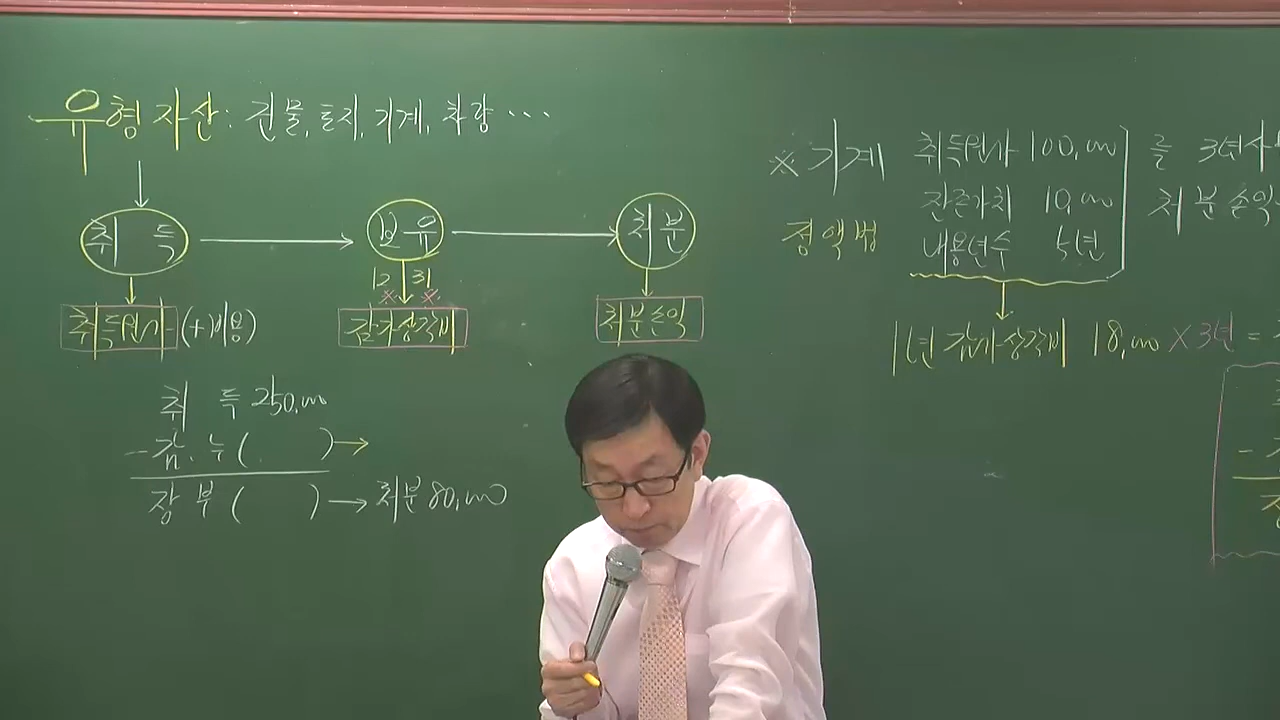 유형자산: 건물, 토지, 기계, 차량 ...
취 득
보 유
처분
12 31
※ ※
취득원가 (+비용)
감가상각비
처분손익
취 득 250,000
- 감. 누 ( ) →
장 부 ( ) → 처분 80,000
※ 기계 취득원가 100,000 를 3년사
잔존가치 10,000 처분손익
정액법 내용년수 5년
1년 감가상각비 18,000 × 3년 =